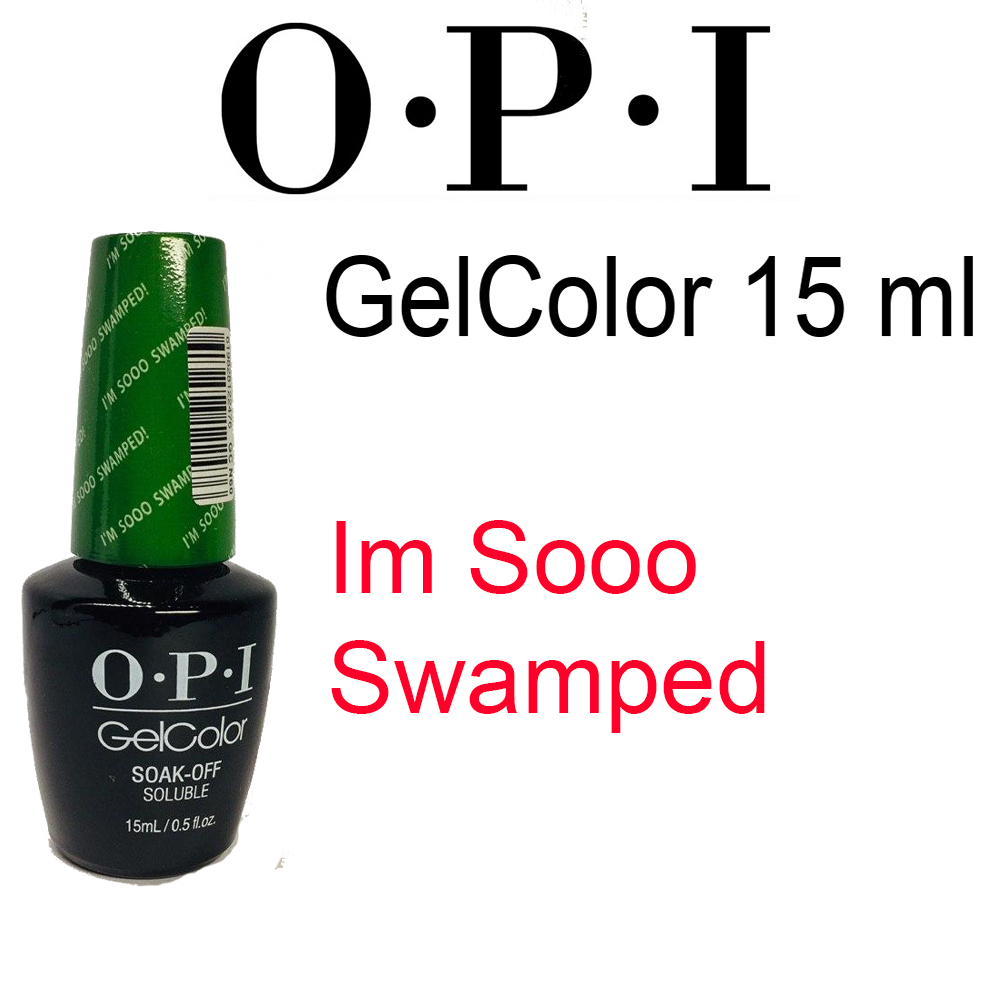 O·P·I
GelColor 15 ml
Im Sooo
Swamped
I'M SOOO SWAMPED!
I'M SOOO SWAMPED!
O·P·I
GelColor
SOAK-OFF
SOLUBLE
15mL / 0.5 fl.oz.